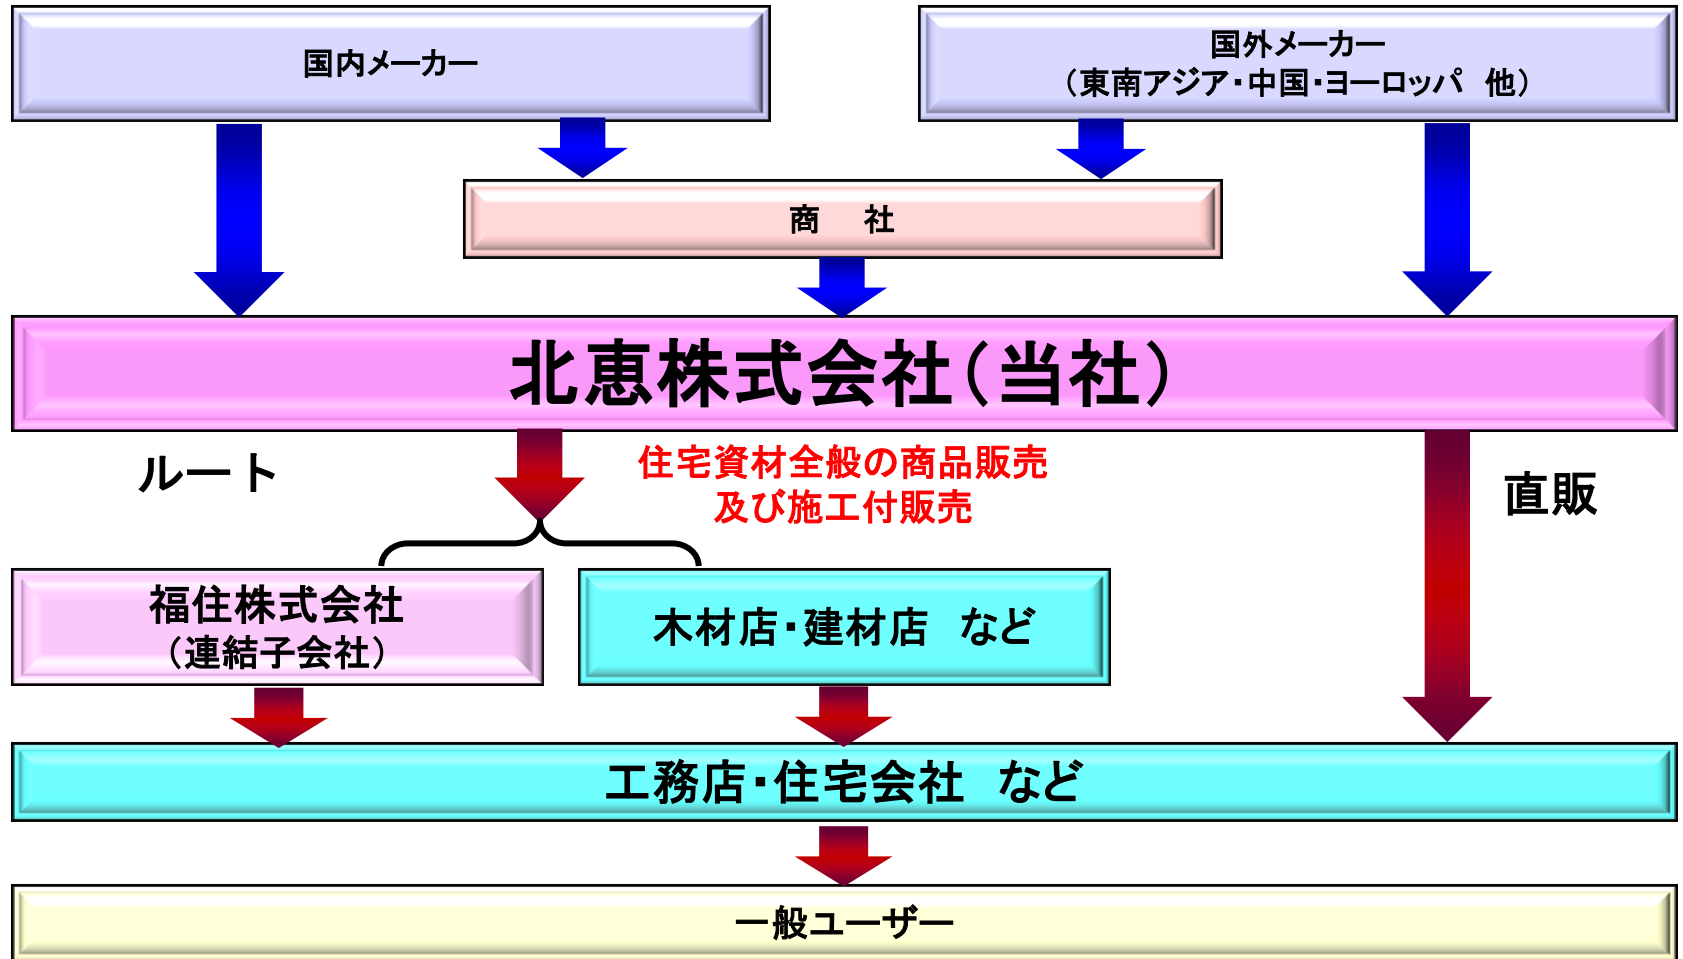 国内メーカー
国外メーカー
（東南アジア・中国・ヨーロッパ　他）
商　社
北恵株式会社（当社）
ルート
住宅資材全般の商品販売
及び施工付販売
直販
福住株式会社
（連結子会社）
木材店・建材店　など
工務店・住宅会社　など
一般ユーザー